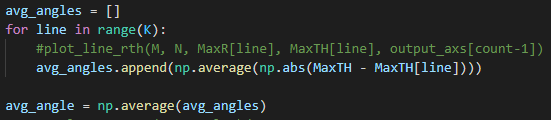 avg_angles = []
for line in range(K):
    #plot_line_rth(M, N, MaxR[line], MaxTH[line], output_axs[count-1])
    avg_angles.append(np.average(np.abs(MaxTH - MaxTH[line])))
avg_angle = np.average(avg_angles)